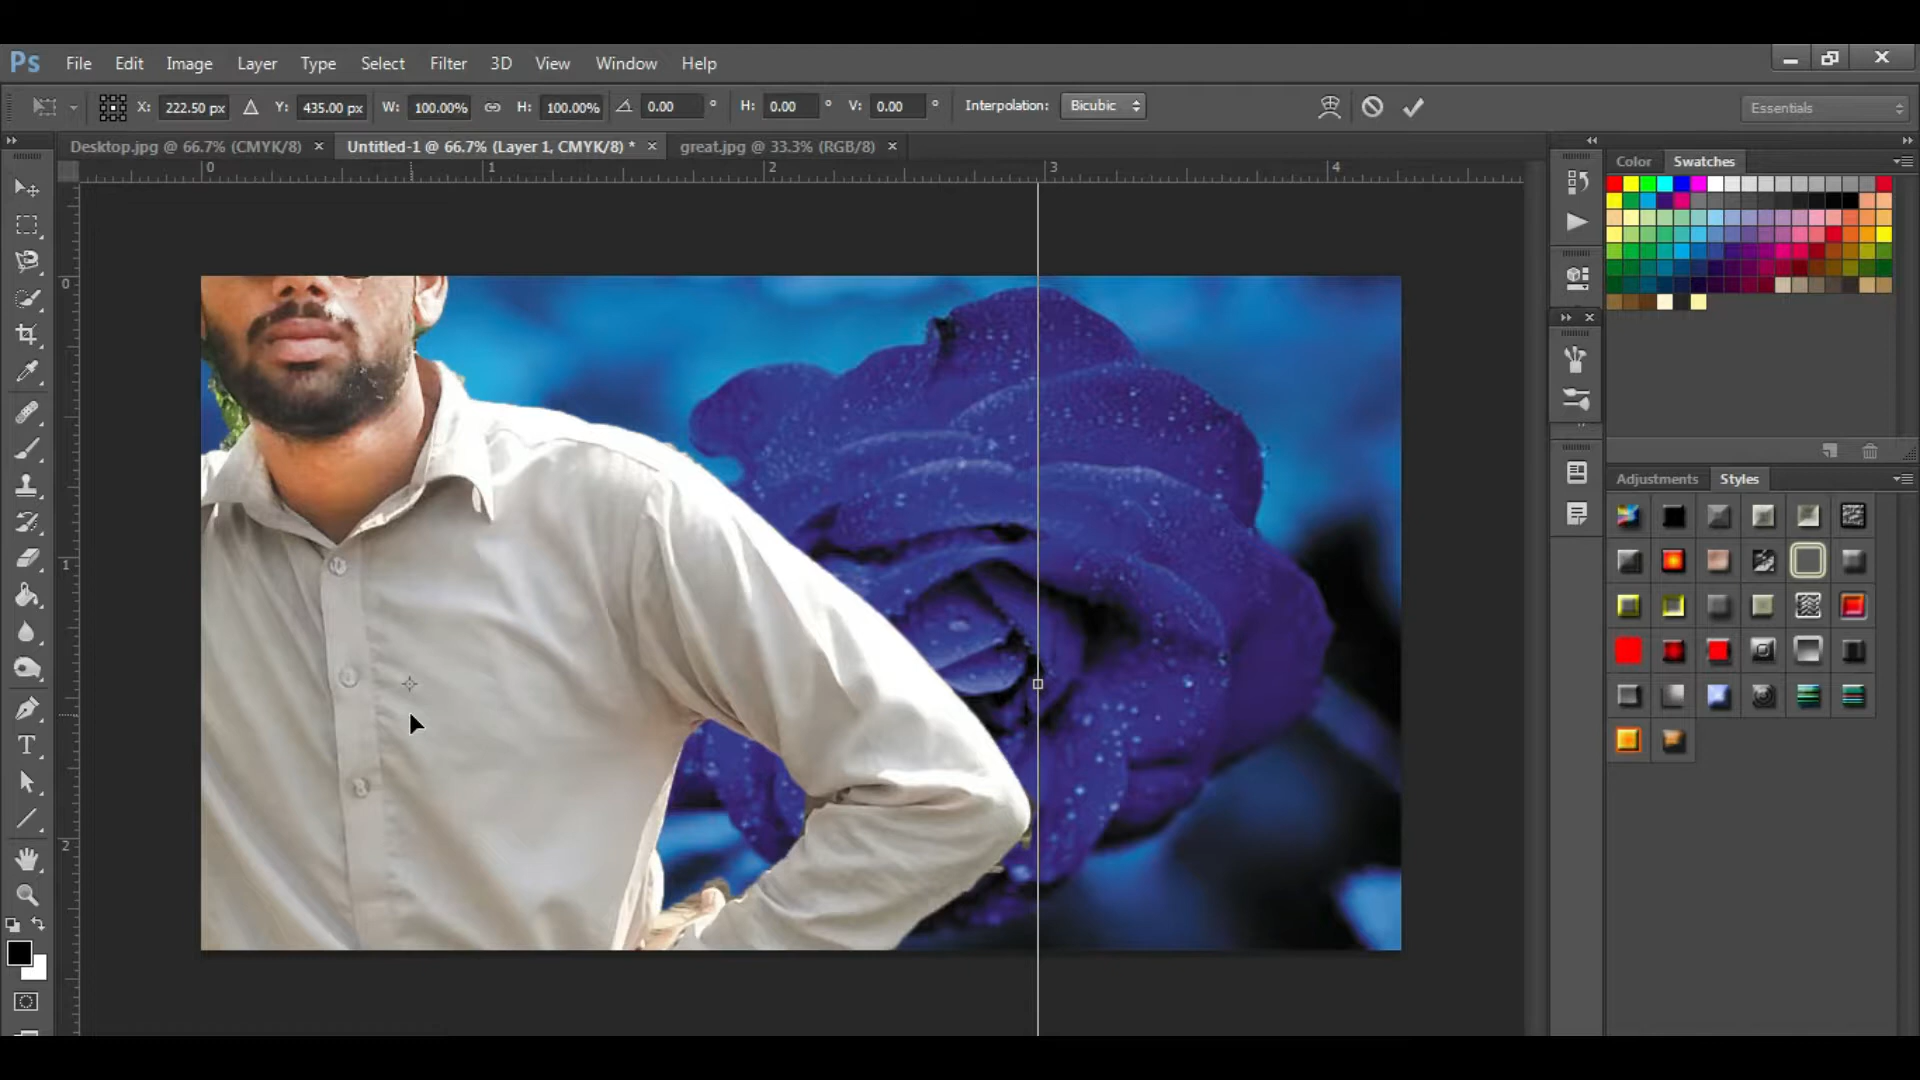 Ps File Edit Image Layer Type Select Filter 3D View Window Help
X: 222.50 px Y: 435.00 px W: 100.00% H: 100.00% 0.00 ° H: 0.00 ° V: 0.00 ° Interpolation: Bicubic Essentials
Desktop.jpg @ 66.7% (CMYK/8) × Untitled-1 @ 66.7% (Layer 1, CMYK/8) * × great.jpg @ 33.3% (RGB/8) ×
Color Swatches
0 1 2 3 4
0
1
2
Adjustments Styles
T